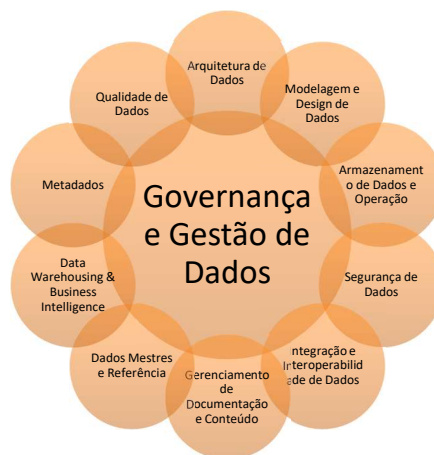 Arquitetura de
Dados
Modelagem e
Design de
Dados
Armazenament
o de Dados e
Operação
Segurança de
Dados
Integração e
Interoperabilid
ade de Dados
Gerenciamento
de
Documentação
e Conteúdo
Dados Mestres
e Referência
Data
Warehousing &
Business
Intelligence
Metadados
Qualidade de
Dados
Governança
e Gestão de
Dados